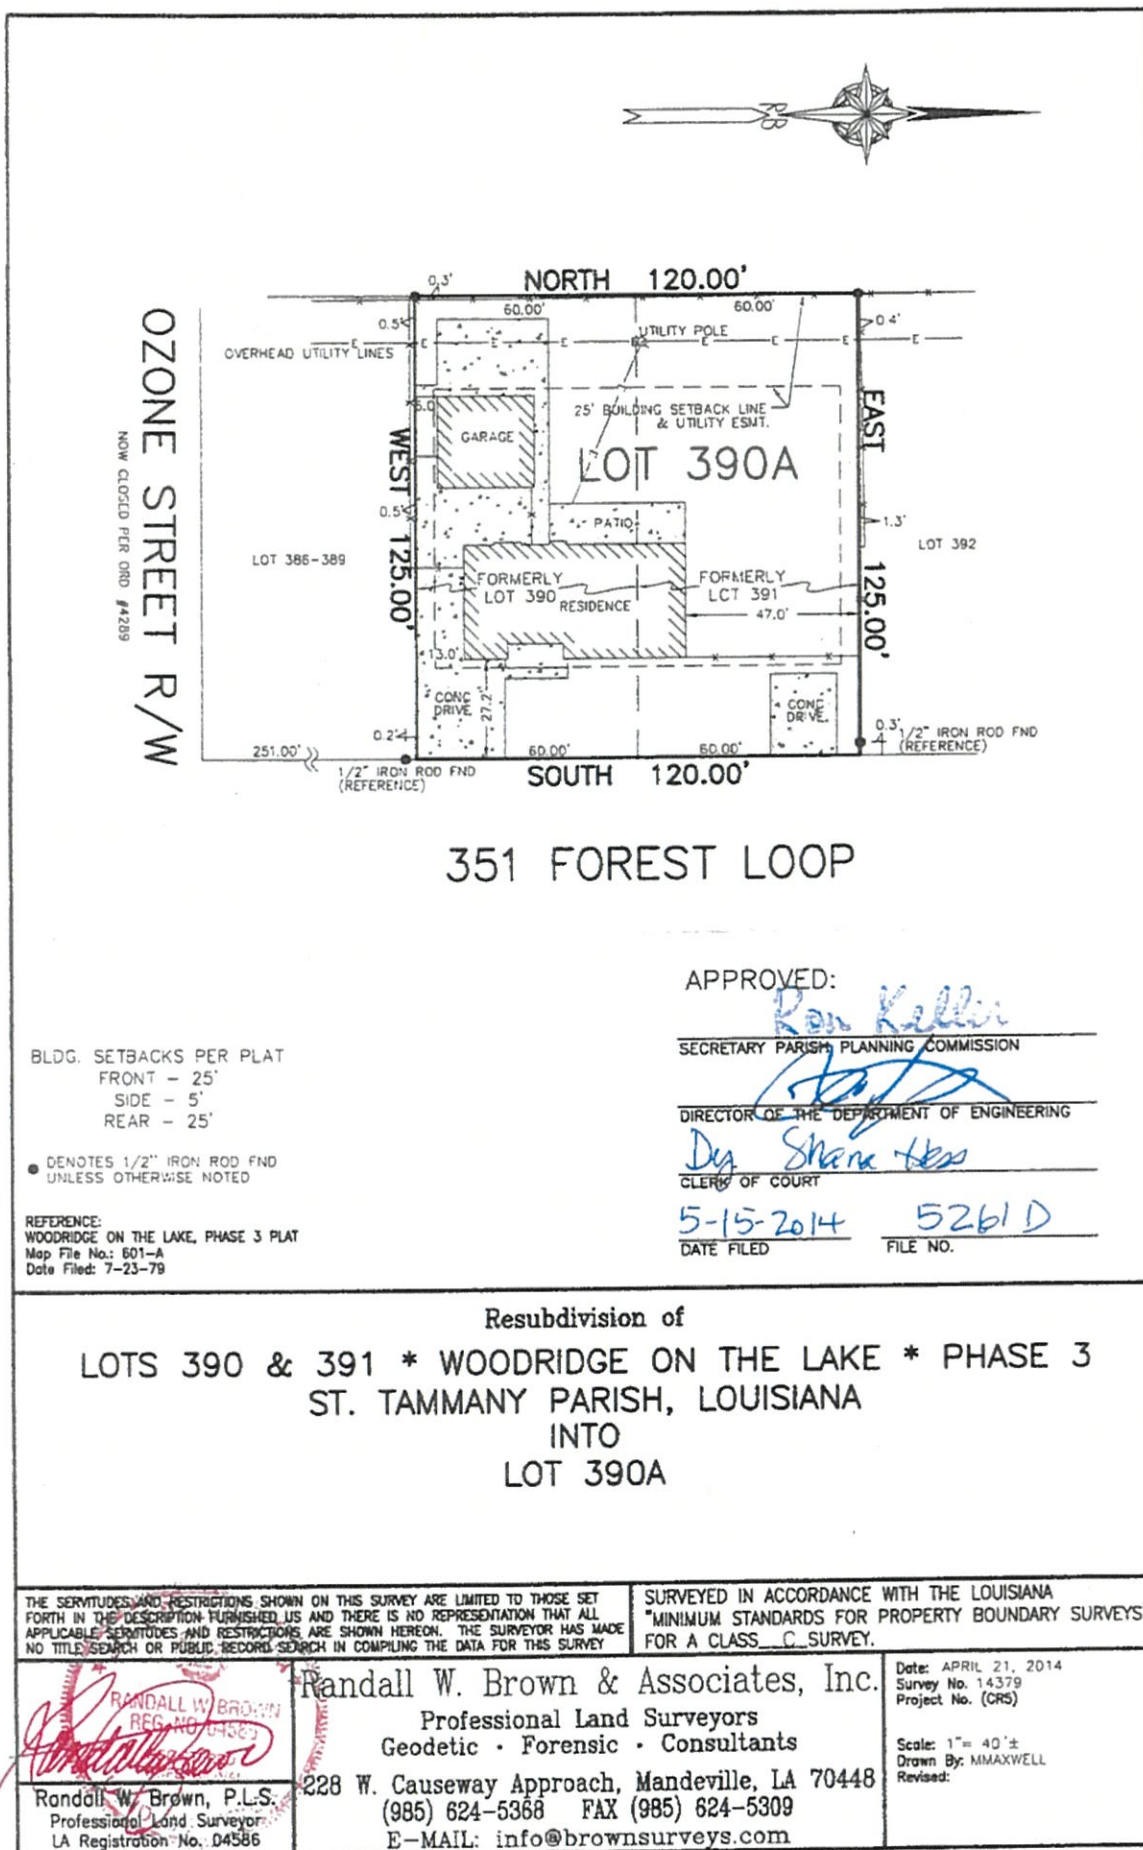 RB
NORTH 120.00'
0.3'
60.00'
60.00'
0.5'
0.4'
UTILITY POLE
E E E E E E E
OVERHEAD UTILITY LINES
25' BUILDING SETBACK LINE
& UTILITY ESMT.
5.0'
GARAGE
LOT 390A
EAST 125.00'
WEST 125.00'
OZONE STREET R/W
NOW CLOSED PER ORD #4289
0.5'
PATIO
1.3'
LOT 386-389
LOT 392
FORMERLY
LOT 390
FORMERLY
LOT 391
RESIDENCE
47.0'
13.0'
CONC
DRIVE
27.2'
CONC
DRIVE
0.2'
0.3'
1/2" IRON ROD FND
(REFERENCE)
251.00'
60.00'
60.00'
1/2" IRON ROD FND
(REFERENCE)
SOUTH 120.00'
351 FOREST LOOP
APPROVED:
Ron Keller
SECRETARY PARISH PLANNING COMMISSION
DIRECTOR OF THE DEPARTMENT OF ENGINEERING
Dy Shana Hess
CLERK OF COURT
5-15-2014 5261 D
DATE FILED FILE NO.
BLDG. SETBACKS PER PLAT
FRONT - 25'
SIDE - 5'
REAR - 25'
DENOTES 1/2" IRON ROD FND
UNLESS OTHERWISE NOTED
REFERENCE:
WOODRIDGE ON THE LAKE, PHASE 3 PLAT
Map File No.: 601-A
Date Filed: 7-23-79
Resubdivision of
LOTS 390 & 391 * WOODRIDGE ON THE LAKE * PHASE 3
ST. TAMMANY PARISH, LOUISIANA
INTO
LOT 390A
THE SERVITUDES AND RESTRICTIONS SHOWN ON THIS SURVEY ARE LIMITED TO THOSE SET
FORTH IN THE DESCRIPTION FURNISHED US AND THERE IS NO REPRESENTATION THAT ALL
APPLICABLE SERVITUDES AND RESTRICTIONS ARE SHOWN HEREON. THE SURVEYOR HAS MADE
NO TITLE SEARCH OR PUBLIC RECORD SEARCH IN COMPILING THE DATA FOR THIS SURVEY
SURVEYED IN ACCORDANCE WITH THE LOUISIANA
"MINIMUM STANDARDS FOR PROPERTY BOUNDARY SURVEYS
FOR A CLASS C SURVEY.
RANDALL W. BROWN
REG. NO. 04586
Randall W. Brown, P.L.S.
Professional Land Surveyor
LA Registration No. 04586
Randall W. Brown & Associates, Inc.
Professional Land Surveyors
Geodetic · Forensic · Consultants
228 W. Causeway Approach, Mandeville, LA 70448
(985) 624-5368 FAX (985) 624-5309
E-MAIL: info@brownsurveys.com
Date: APRIL 21, 2014
Survey No. 14379
Project No. (CR5)
Scale: 1"= 40'±
Drawn By: MMAXWELL
Revised: